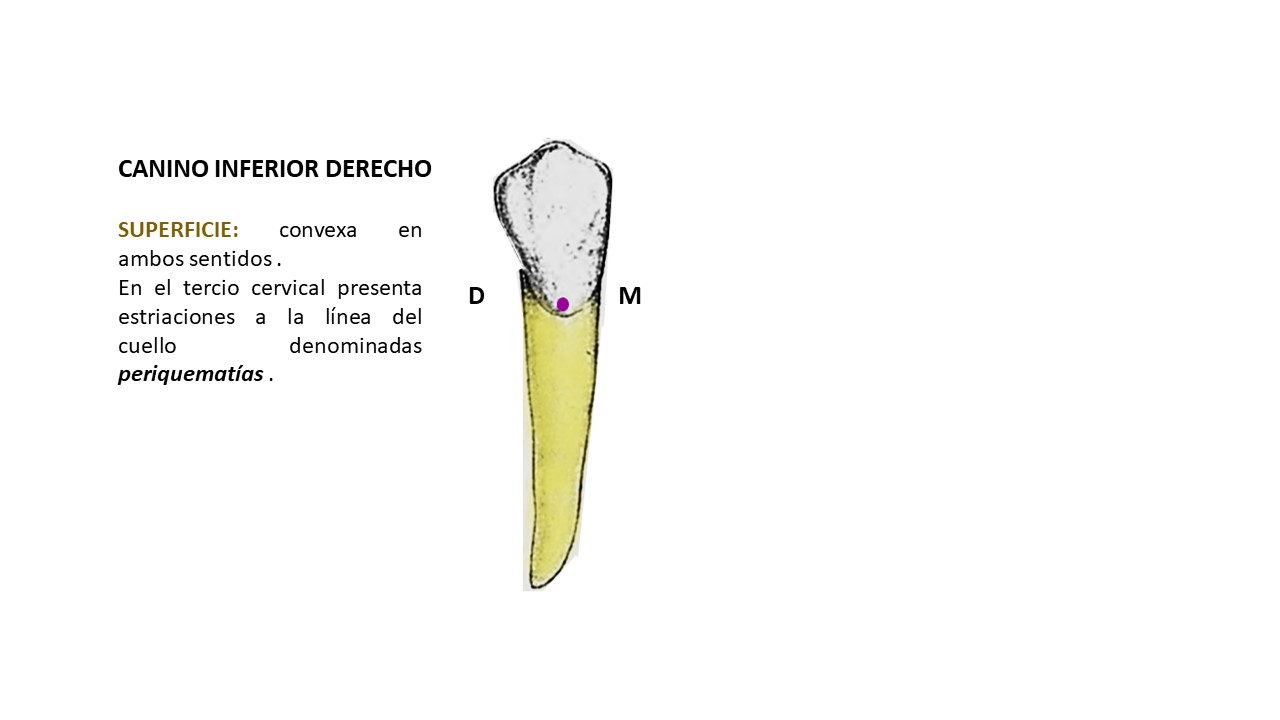 CANINO INFERIOR DERECHO
SUPERFICIE: convexa en
ambos sentidos .
En el tercio cervical presenta
estriaciones a la línea del
cuello denominadas
periquematías .
D
M